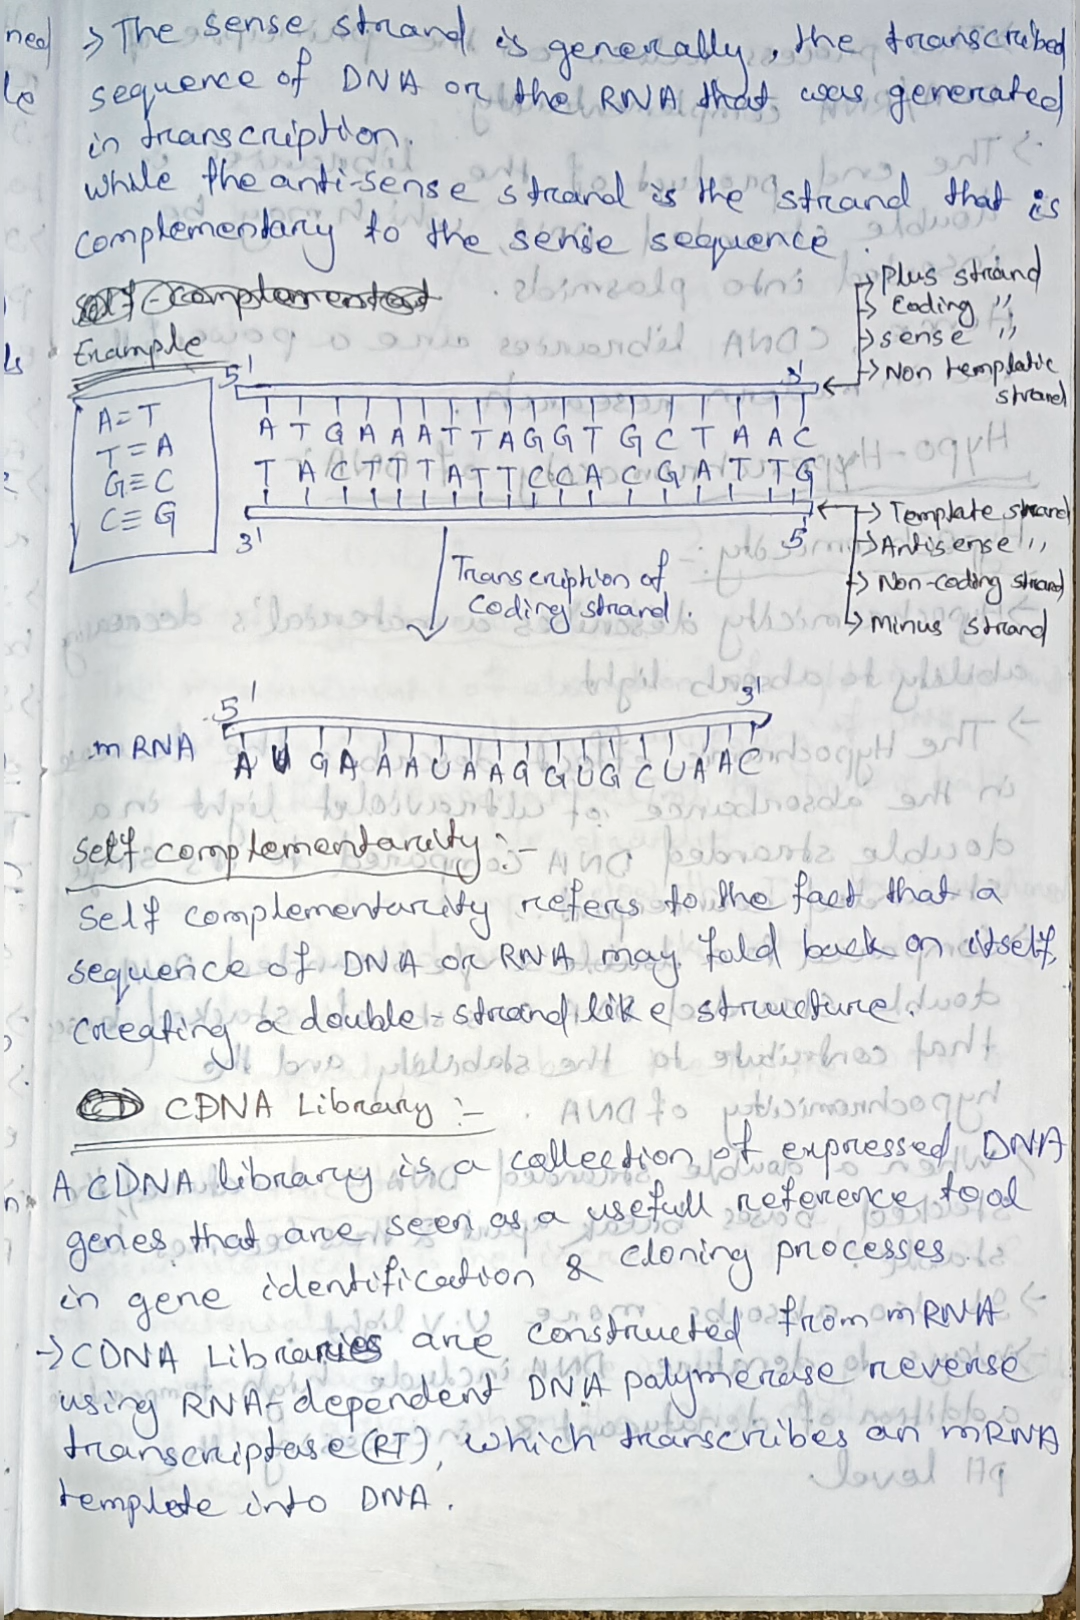 ned
→ The sense strand is generally, the transcribed
to
sequence of DNA or the RNA that was generated
in transcription.
while the anti-sense strand is the strand that is
complementary to the sense sequence
Example
→ Plus strand
→ Coding "
→ sense "
→ Non templatic
strand
A=T
T=A
G≡C
C≡G
5' 3'
A T G A A A T T A G G T G C T A A C
T A C T T T A T T C C A C G A T T G
3' 5'
→ Template strand
→ Antisense "
→ Non-coding strand
→ Minus strand
Transcription of
Coding strand.
5' 3'
mRNA A U G A A A U A A G G U G C U A A C
Self complementarity :-
Self complementarity refers to the fact that a
sequence of DNA or RNA may fold back on itself,
creating a double-strand like structure.
CDNA Library :-
A CDNA library is a collection of expressed DNA
genes that are seen as a usefull reference tool
in gene identification & cloning processes.
→ CDNA Libraries are constructed from mRNA
using RNA-dependent DNA polymerase reverse
transcriptase (RT), which transcribes an mRNA
template into DNA.